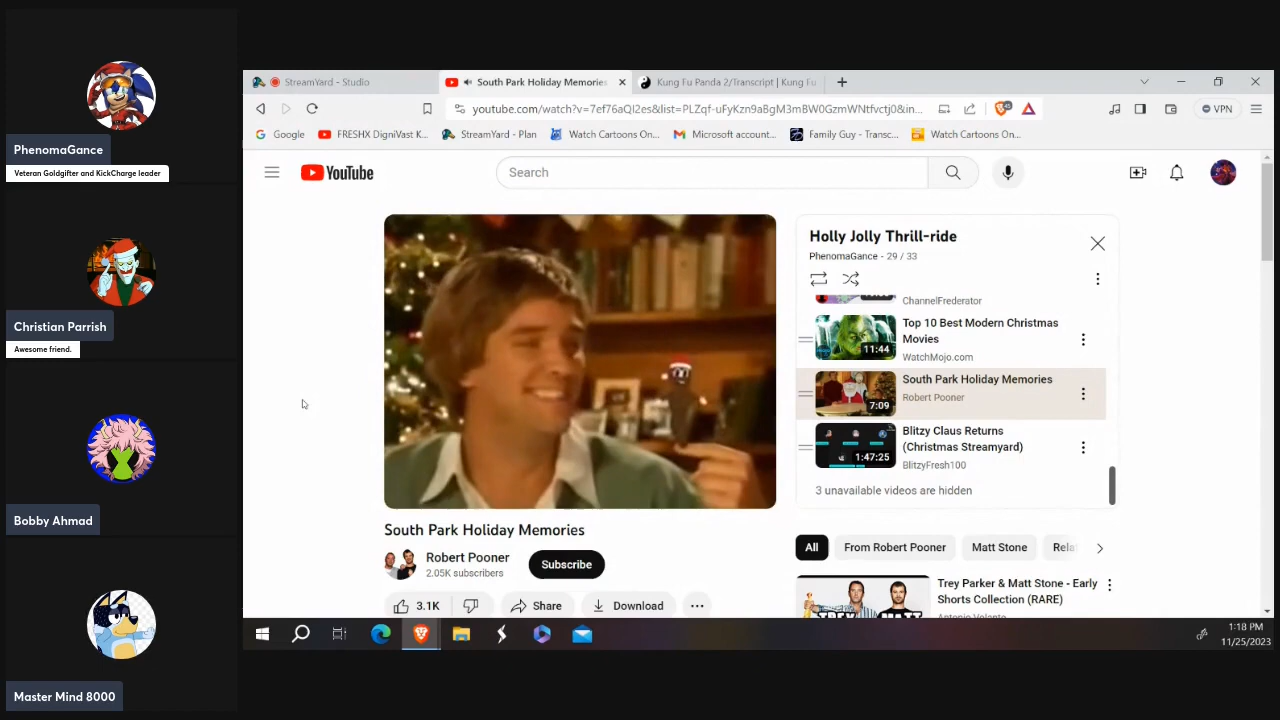 PhenomaGance
Veteran Goldgifter and KickCharge leader
Christian Parrish
Awesome friend.
Bobby Ahmad
Master Mind 8000
StreamYard - Studio
South Park Holiday Memories
Kung Fu Panda 2/Transcript | Kung Fu
youtube.com/watch?v=7ef76aQI2es&list=PLZqf-uFyKzn9aBgM3mBW0GzmWNtfvctj0&in...
VPN
Google
FRESHX DigniVast K...
StreamYard - Plan
Watch Cartoons On...
Microsoft account...
Family Guy - Transc...
Watch Cartoons On...
YouTube
Search
Holly Jolly Thrill-ride
PhenomaGance - 29 / 33
ChannelFrederator
Top 10 Best Modern Christmas
Movies
WatchMojo.com
11:44
South Park Holiday Memories
Robert Pooner
7:09
Blitzy Claus Returns
(Christmas Streamyard)
BlitzyFresh100
1:47:25
3 unavailable videos are hidden
South Park Holiday Memories
Robert Pooner
2.05K subscribers
Subscribe
3.1K
Share
Download
All
From Robert Pooner
Matt Stone
Rela
Trey Parker & Matt Stone - Early
Shorts Collection (RARE)
1:18 PM
11/25/2023